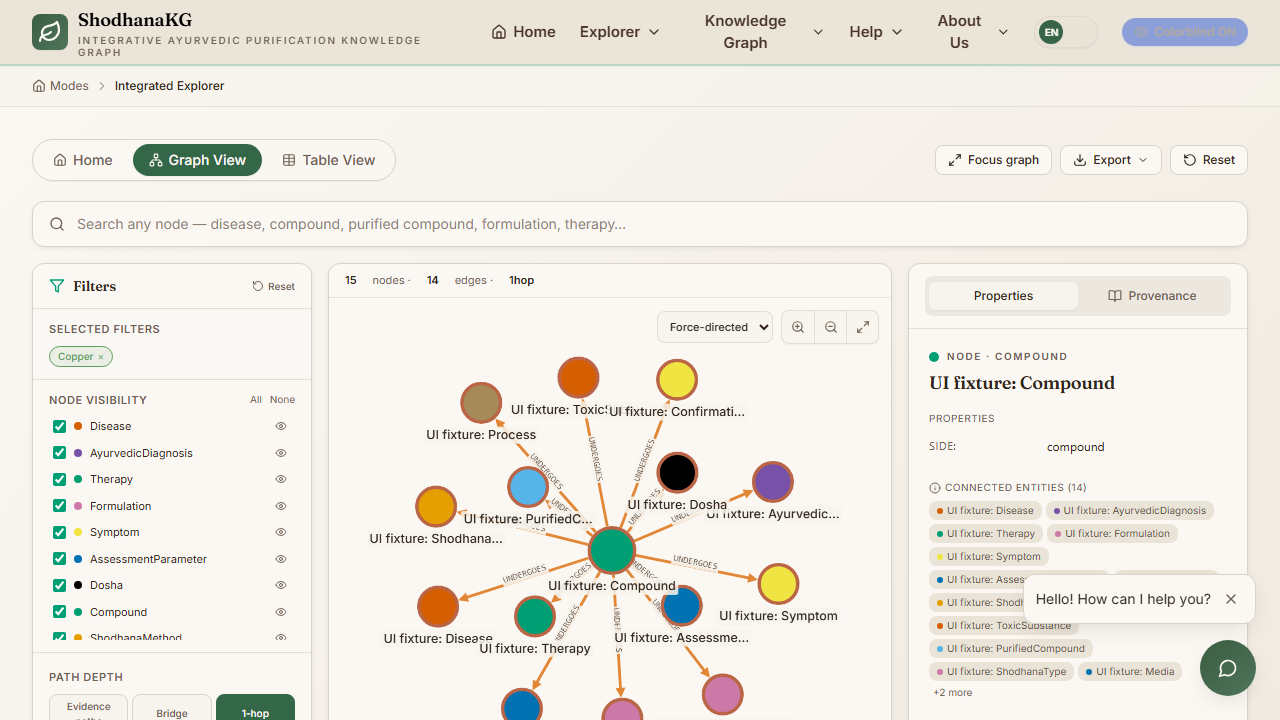 ShodhanaKG
INTEGRATIVE AYURVEDIC PURIFICATION KNOWLEDGE
GRAPH
Home
Explorer
Knowledge
Graph
Help
About
Us
EN
Colorblind ON
Modes
Integrated Explorer
Home
Graph View
Table View
Focus graph
Export
Reset
Search any node — disease, compound, purified compound, formulation, therapy...
Filters
Reset
SELECTED FILTERS
Copper ×
NODE VISIBILITY
All None
Disease
AyurvedicDiagnosis
Therapy
Formulation
Symptom
AssessmentParameter
Dosha
Compound
ShodhanaMethod
PATH DEPTH
Evidence
Bridge
1-hop
15 nodes · 14 edges · 1hop
Force-directed
UI fixture: Confirmati...
UI fixture: Process
UNDERGOES
UNDERGOES
UNDERGOES
UI fixture: Dosha
UI fixture: PurifiedC...
UI fixture: Shodhana...
UNDERGOES
UNDERGOES
UI fixture: Compound
UI fixture: Symptom
UI fixture: Disease
UI fixture: Assessme...
UI fixture: Therapy
Properties
Provenance
NODE · COMPOUND
UI fixture: Compound
PROPERTIES
SIDE: compound
CONNECTED ENTITIES (14)
UI fixture: Disease
UI fixture: AyurvedicDiagnosis
UI fixture: Therapy
UI fixture: Formulation
UI fixture: Symptom
Hello! How can I help you?
UI fixture: ToxicSubstance
UI fixture: PurifiedCompound
UI fixture: ShodhanaType
UI fixture: Media
+2 more